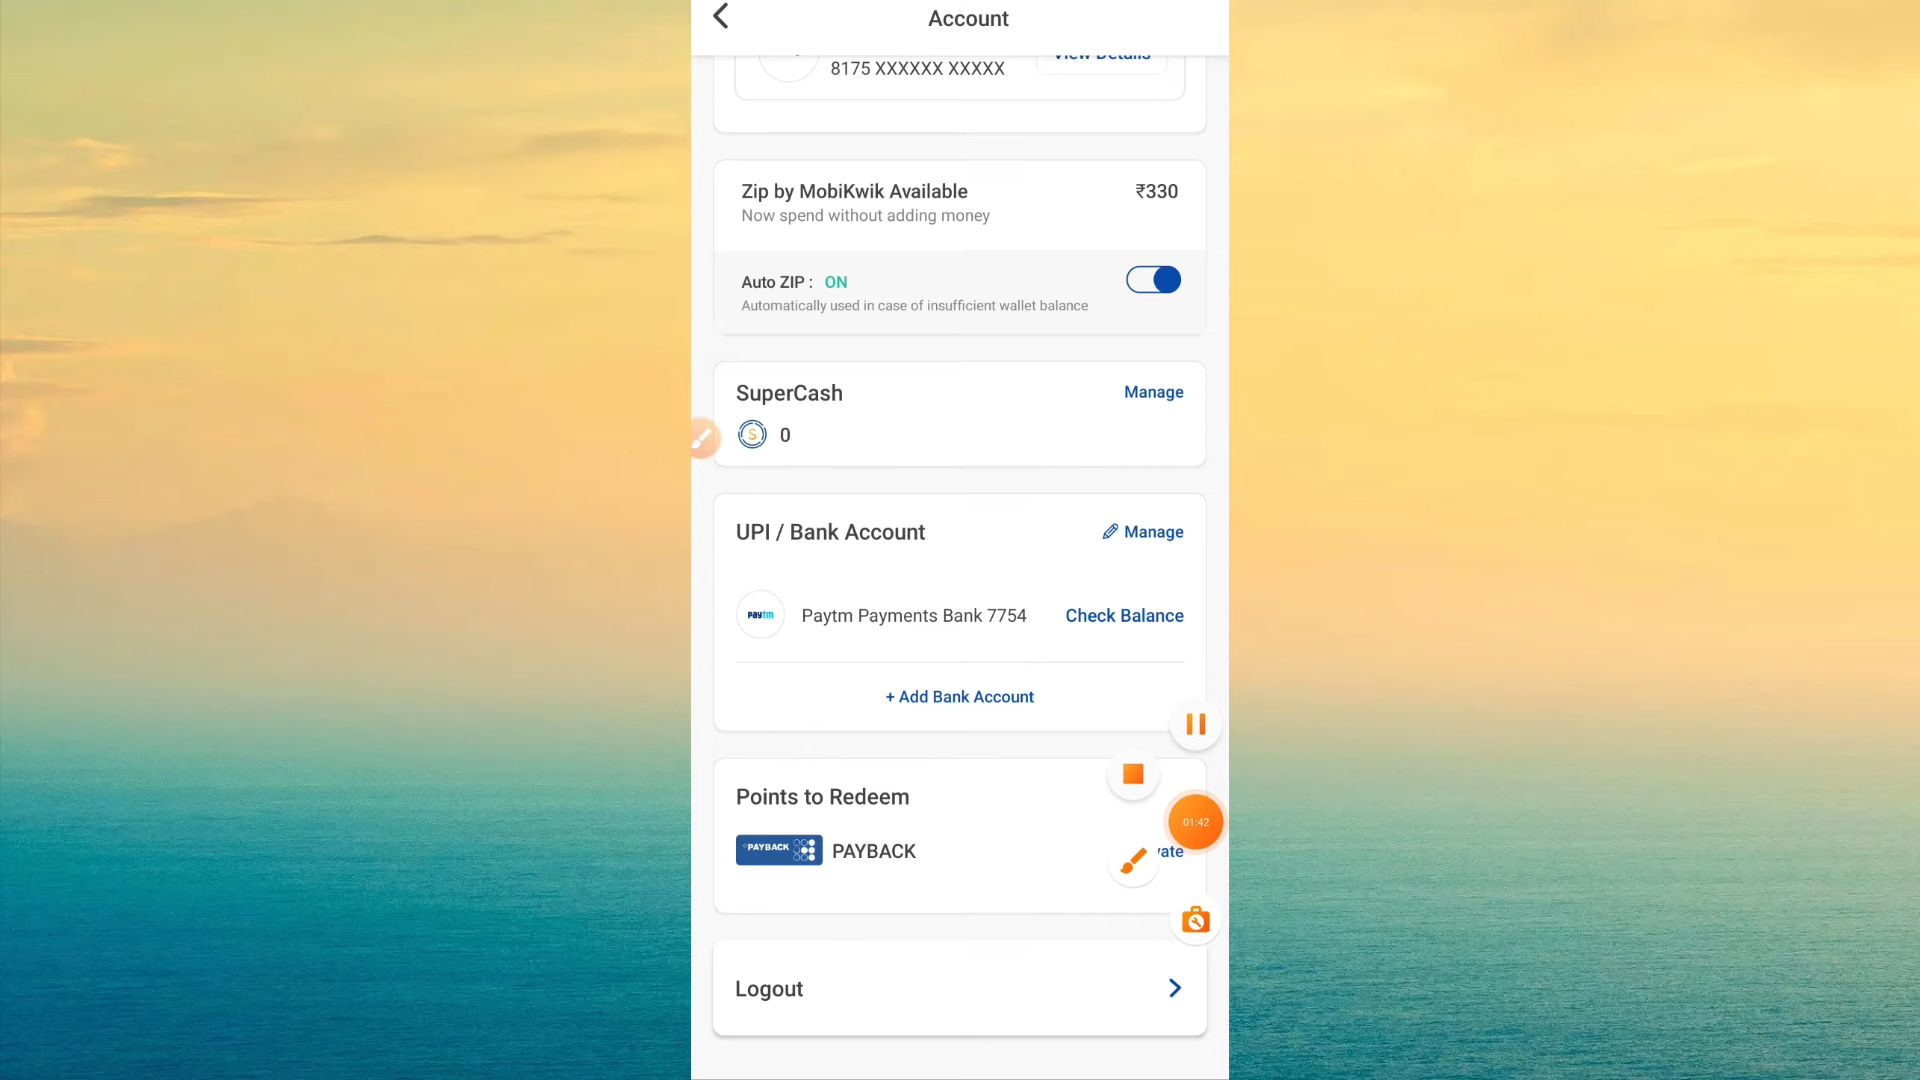 Account
View Details
8175 XXXXXX XXXXX
Zip by MobiKwik Available
₹330
Now spend without adding money
Auto ZIP : ON
Automatically used in case of insufficient wallet balance
SuperCash
Manage
S
0
UPI / Bank Account
Manage
paytm
Paytm Payments Bank 7754
Check Balance
+ Add Bank Account
Points to Redeem
01:42
PAYBACK
PAYBACK
vate
Logout